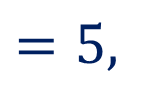 = 5,